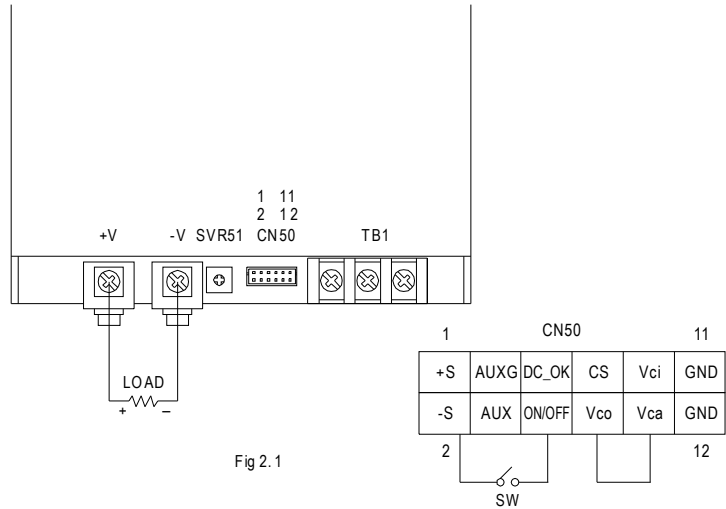 1 11
2 12
+V -V SVR51 CN50 TB1
LOAD
+ −
1 CN50 11
+S AUXG DC_OK CS Vci GND
-S AUX ON/OFF Vco Vca GND
2 12
SW
Fig 2.1